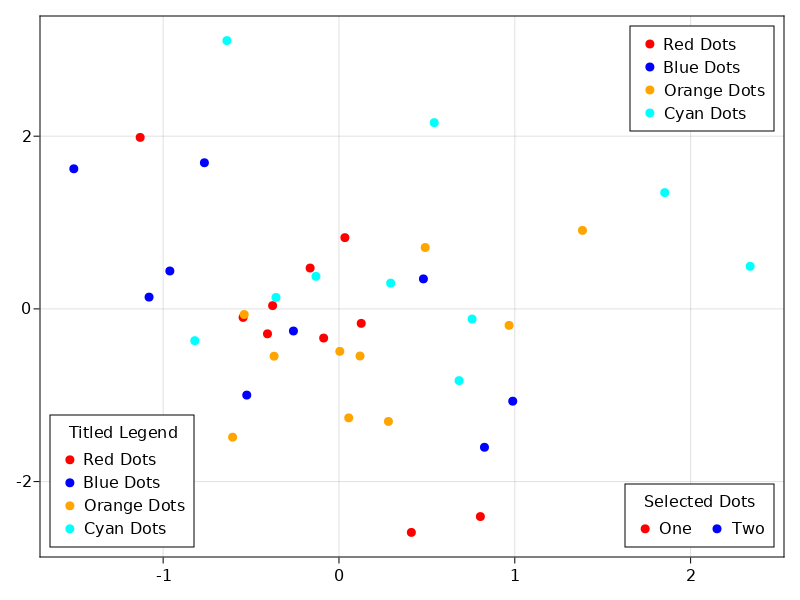 Red Dots
Blue Dots
Orange Dots
Cyan Dots
2
0
-2
Titled Legend
Red Dots
Blue Dots
Orange Dots
Cyan Dots
Selected Dots
One Two
-1 0 1 2